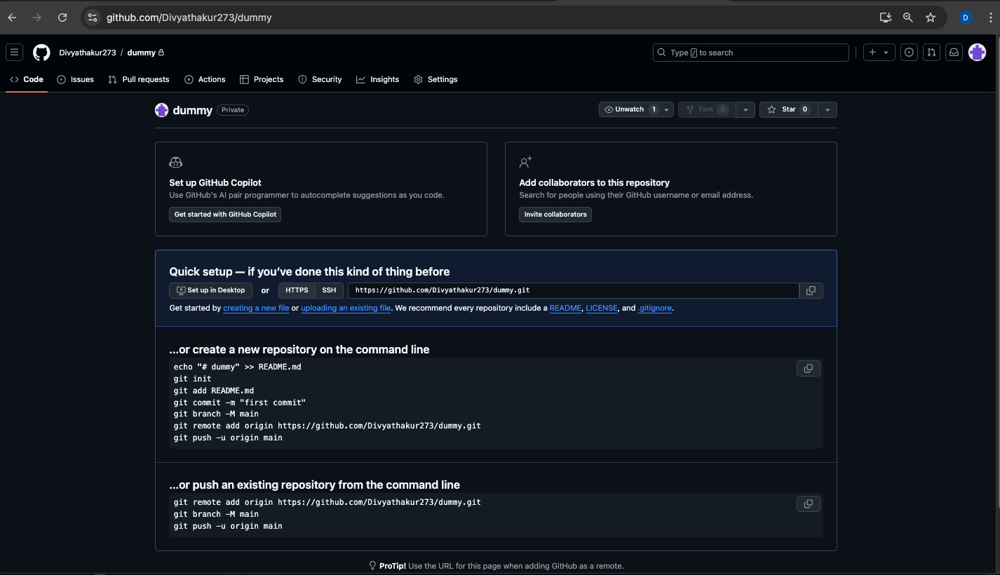 github.com/Divyathakur273/dummy
D
Divyathakur273 / dummy
Type / to search
Code Issues Pull requests Actions Projects Security Insights Settings
dummy Private
Unwatch 1 Fork 0 Star 0
Set up GitHub Copilot
Use GitHub's AI pair programmer to autocomplete suggestions as you code.
Get started with GitHub Copilot
Add collaborators to this repository
Search for people using their GitHub username or email address.
Invite collaborators
Quick setup — if you’ve done this kind of thing before
Set up in Desktop or HTTPS SSH https://github.com/Divyathakur273/dummy.git
Get started by creating a new file or uploading an existing file. We recommend every repository include a README, LICENSE, and .gitignore.
…or create a new repository on the command line
echo "# dummy" >> README.md
git init
git add README.md
git commit -m "first commit"
git branch -M main
git remote add origin https://github.com/Divyathakur273/dummy.git
git push -u origin main
…or push an existing repository from the command line
git remote add origin https://github.com/Divyathakur273/dummy.git
git branch -M main
git push -u origin main
ProTip! Use the URL for this page when adding GitHub as a remote.